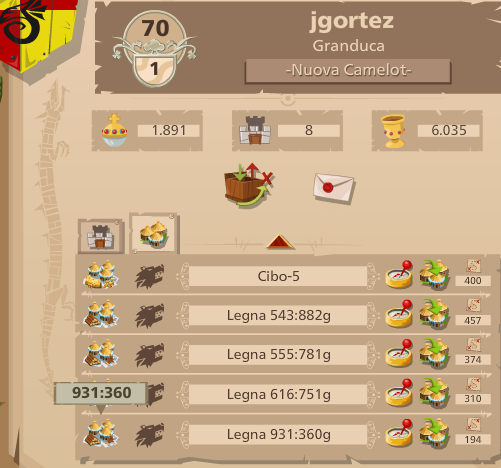 70
1
jgortez
Granduca
-Nuova Camelot-
1.891
8
6.035
Cibo-5
400
Legna 543:882g
457
Legna 555:781g
374
931:360
Legna 616:751g
310
Legna 931:360g
194